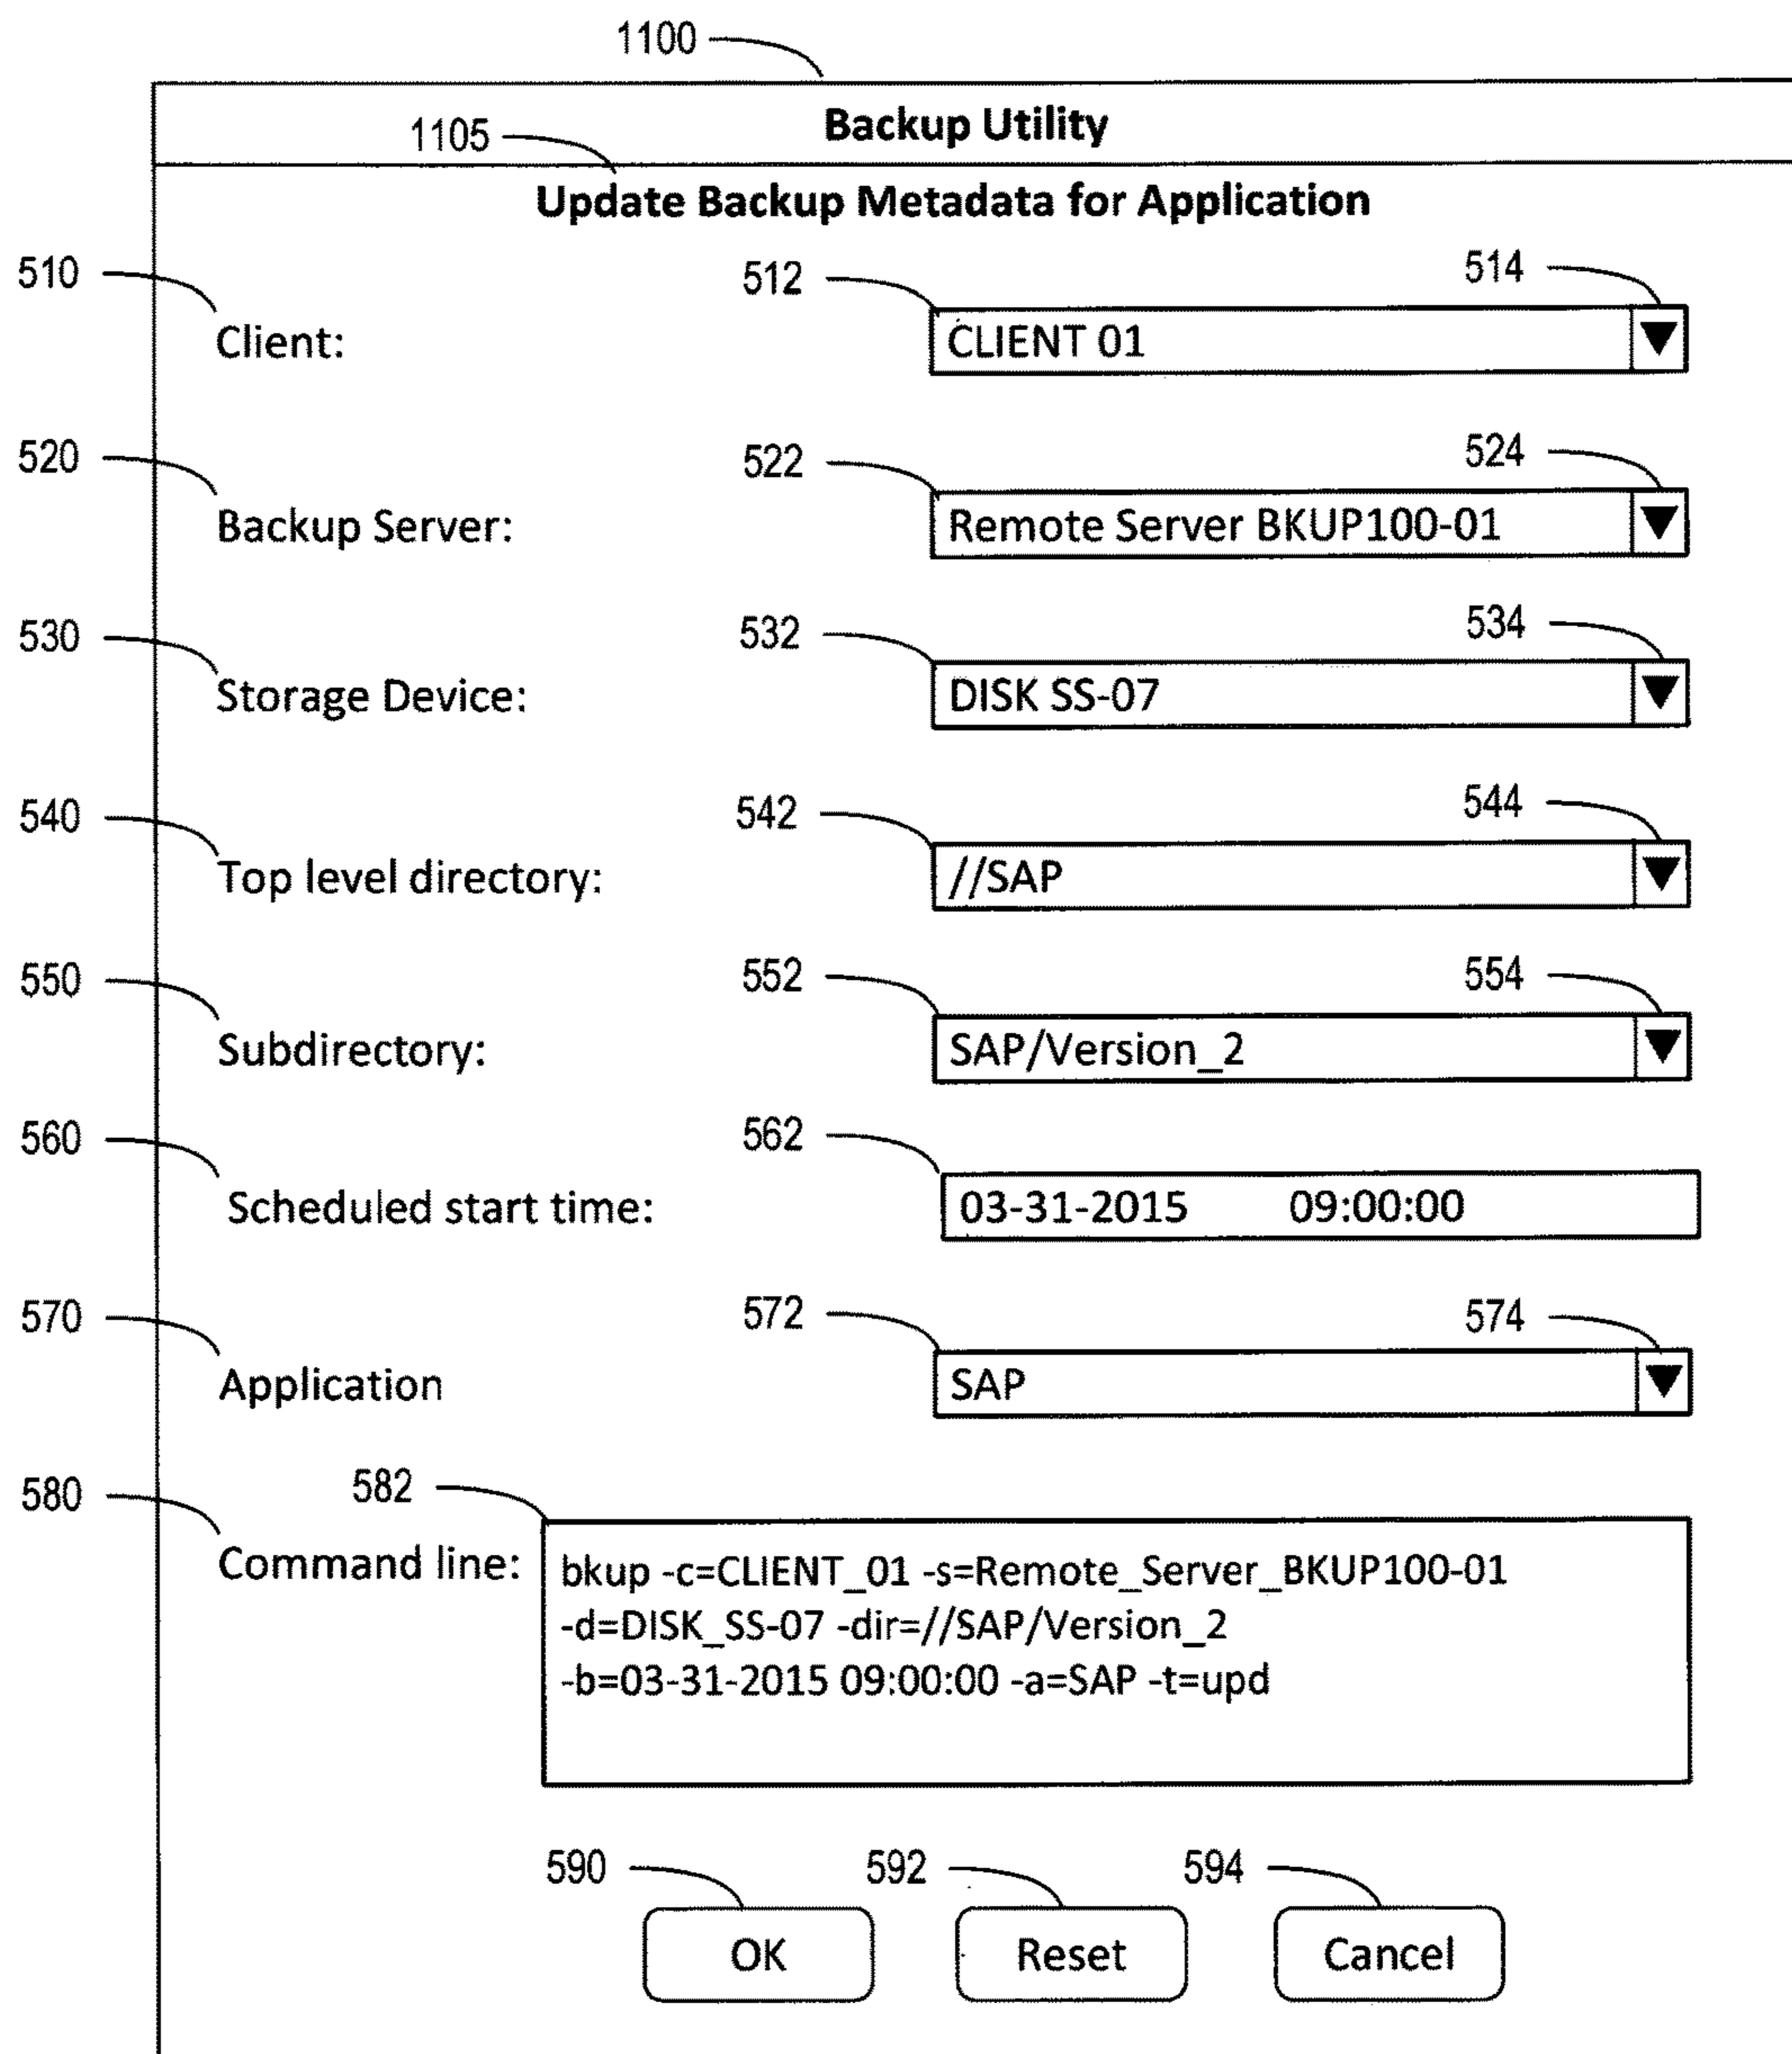 1100
Backup Utility
1105
Update Backup Metadata for Application
510
512
514
Client:
CLIENT 01
520
522
524
Backup Server:
Remote Server BKUP100-01
530
532
534
Storage Device:
DISK SS-07
540
542
544
Top level directory:
//SAP
550
552
554
Subdirectory:
SAP/Version_2
560
562
Scheduled start time:
03-31-2015 09:00:00
570
572
574
Application
SAP
580
582
Command line:
bkup -c=CLIENT_01 -s=Remote_Server_BKUP100-01
-d=DISK_SS-07 -dir=//SAP/Version_2
-b=03-31-2015 09:00:00 -a=SAP -t=upd
590
592
594
OK
Reset
Cancel